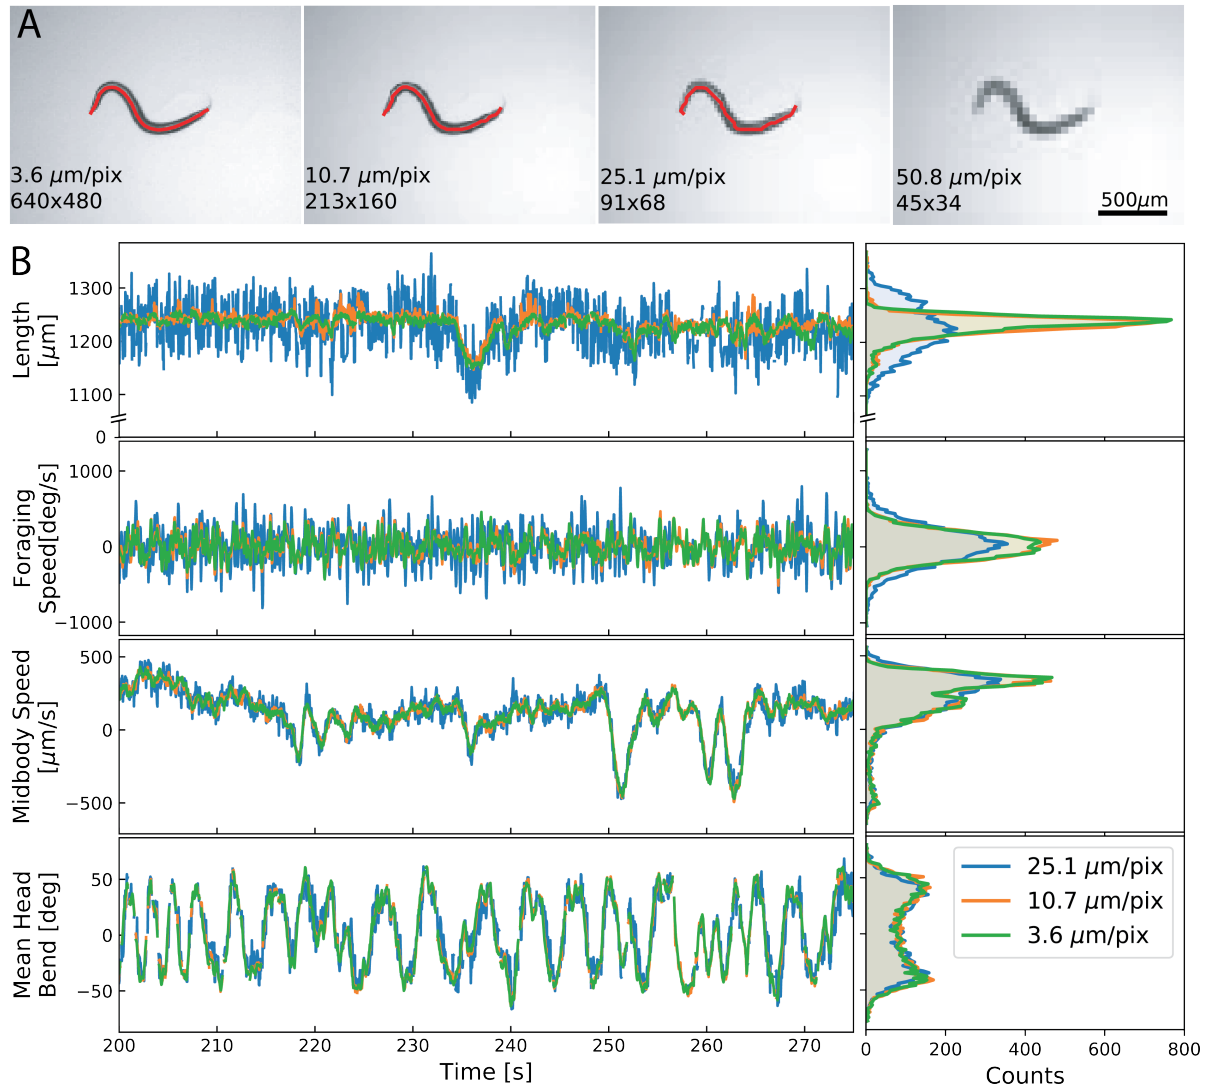 A
3.6 μm/pix
640x480
10.7 μm/pix
213x160
25.1 μm/pix
91x68
50.8 μm/pix
45x34
500μm
B
Length
[μm]
1300
1200
1100
0
Foraging
Speed[deg/s]
1000
0
−1000
Midbody Speed
[μm/s]
500
0
−500
Mean Head
Bend [deg]
50
0
−50
25.1 μm/pix
10.7 μm/pix
3.6 μm/pix
200 210 220 230 240 250 260 270
Time [s]
0 200 400 600 800
Counts